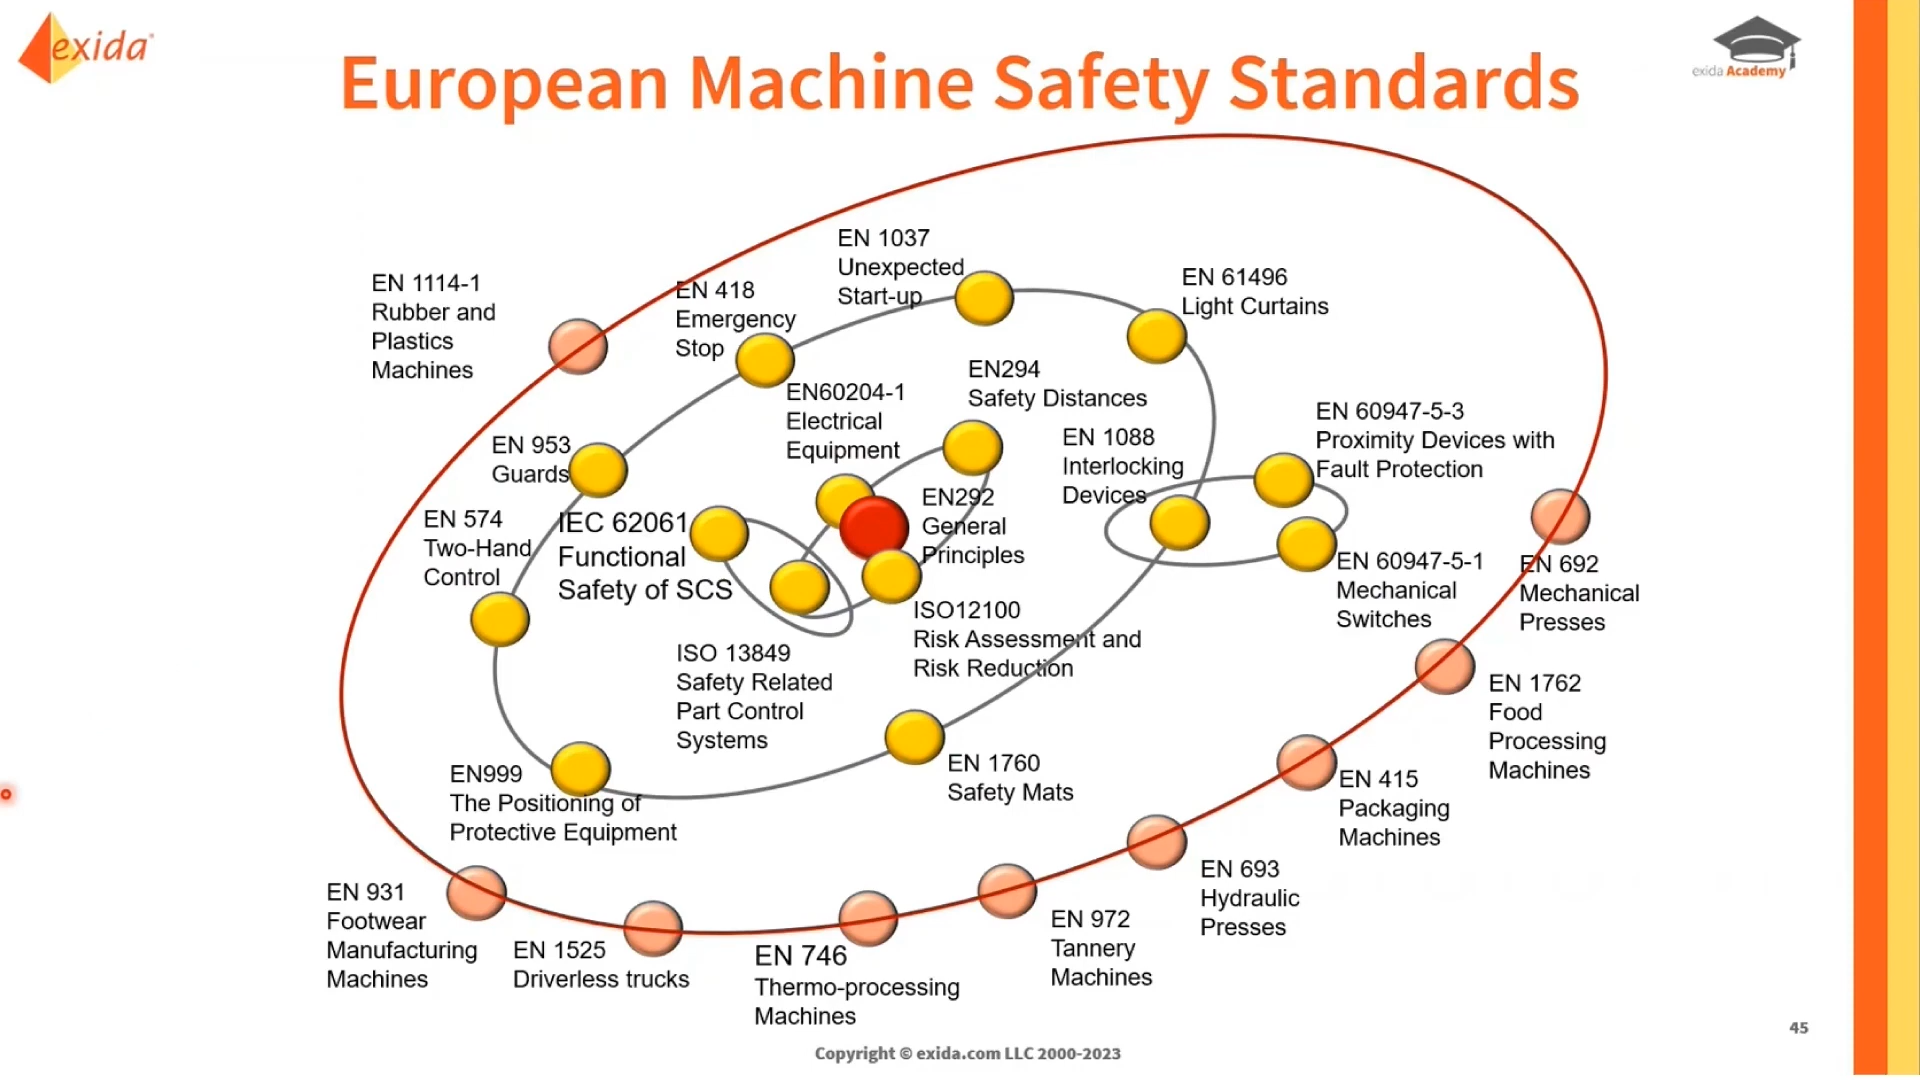 exida
European Machine Safety Standards
exida Academy
EN 1037
Unexpected
Start-up
EN 61496
Light Curtains
EN 1114-1
Rubber and
Plastics
Machines
EN 418
Emergency
Stop
EN294
Safety Distances
EN60204-1
Electrical
Equipment
EN 60947-5-3
Proximity Devices with
Fault Protection
EN 1088
Interlocking
Devices
EN 953
Guards
EN292
General
Principles
EN 574
Two-Hand
Control
IEC 62061
Functional
Safety of SCS
EN 60947-5-1
Mechanical
Switches
EN 692
Mechanical
Presses
ISO12100
Risk Assessment and
Risk Reduction
ISO 13849
Safety Related
Part Control
Systems
EN 1762
Food
Processing
Machines
EN 1760
Safety Mats
EN999
The Positioning of
Protective Equipment
EN 415
Packaging
Machines
EN 693
Hydraulic
Presses
EN 931
Footwear
Manufacturing
Machines
EN 1525
Driverless trucks
EN 746
Thermo-processing
Machines
EN 972
Tannery
Machines
45
Copyright © exida.com LLC 2000-2023